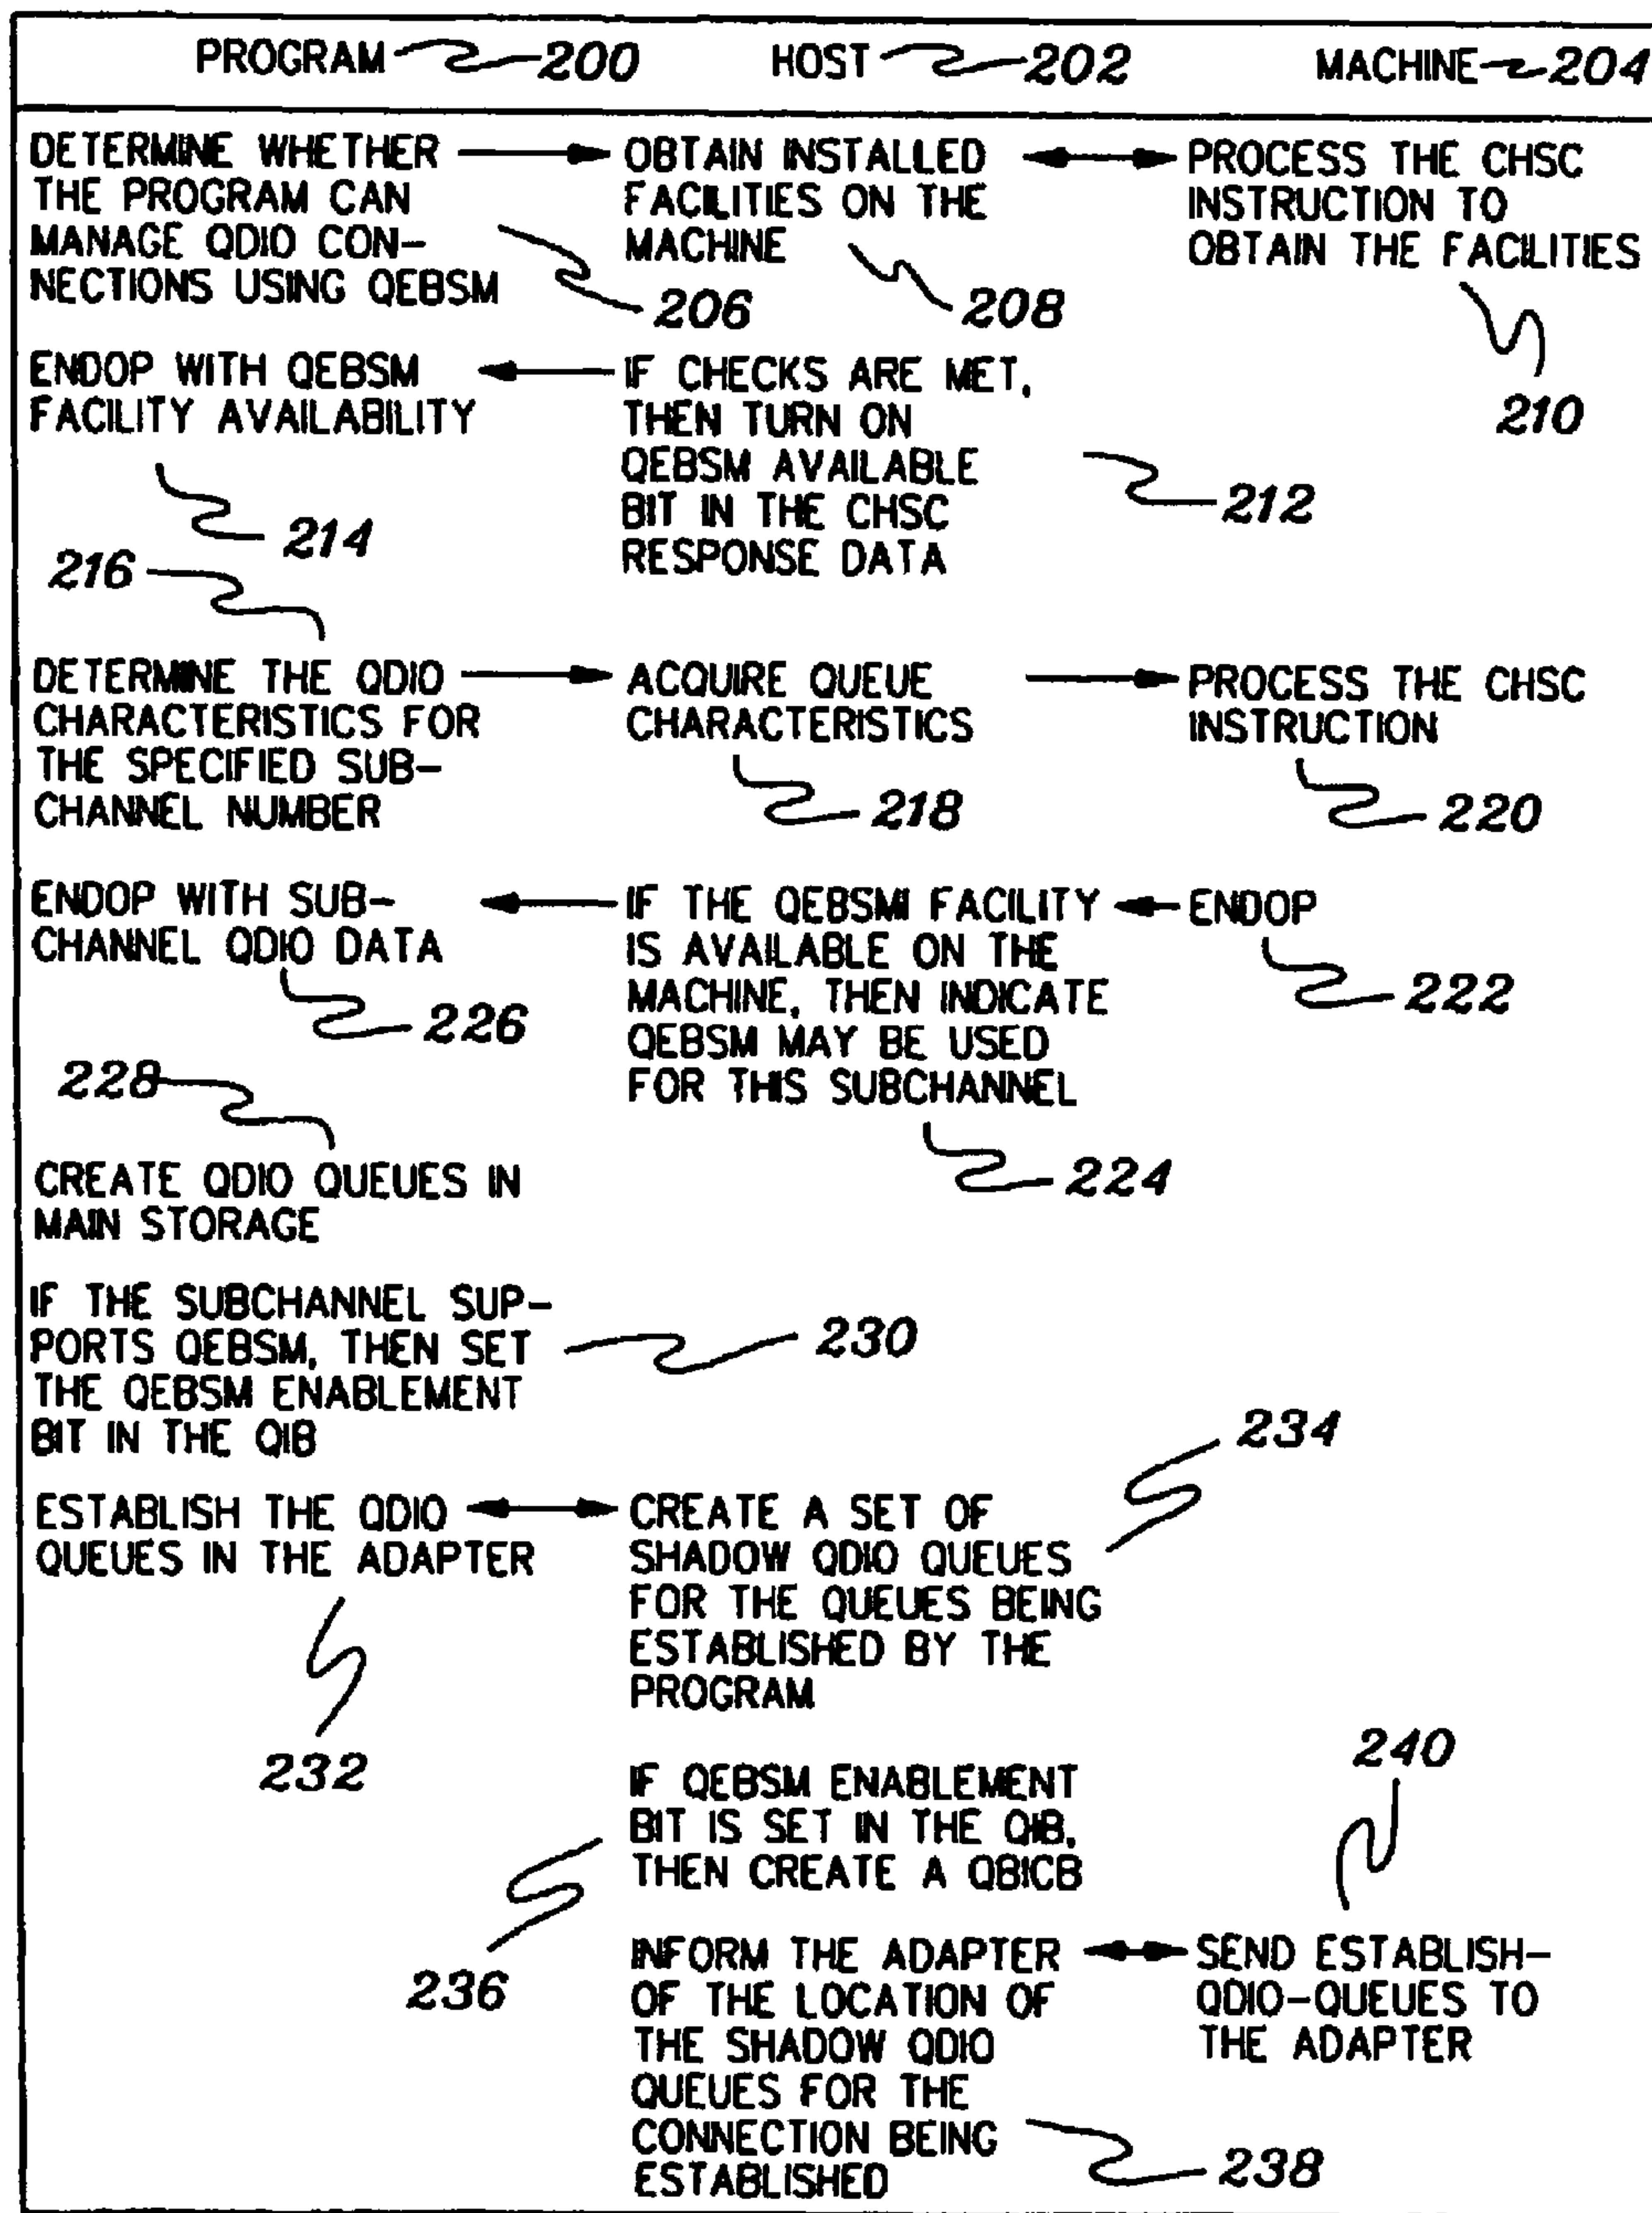 PROGRAM 200 HOST 202 MACHINE 204
DETERMINE WHETHER
THE PROGRAM CAN
MANAGE QDIO CON-
NECTIONS USING QEBSM
206
OBTAIN INSTALLED
FACILITIES ON THE
MACHINE
208
PROCESS THE CHSC
INSTRUCTION TO
OBTAIN THE FACILITIES
210
ENDOP WITH QEBSM
FACILITY AVAILABILITY
214
IF CHECKS ARE MET,
THEN TURN ON
QEBSM AVAILABLE
BIT IN THE CHSC
RESPONSE DATA
212
216
DETERMINE THE QDIO
CHARACTERISTICS FOR
THE SPECIFIED SUB-
CHANNEL NUMBER
ACQUIRE QUEUE
CHARACTERISTICS
218
PROCESS THE CHSC
INSTRUCTION
220
ENDOP WITH SUB-
CHANNEL QDIO DATA
226
IF THE QEBSMI FACILITY
IS AVAILABLE ON THE
MACHINE, THEN INDICATE
QEBSM MAY BE USED
FOR THIS SUBCHANNEL
224
ENDOP
222
228
CREATE QDIO QUEUES IN
MAIN STORAGE
IF THE SUBCHANNEL SUP-
PORTS QEBSM, THEN SET
THE QEBSM ENABLEMENT
BIT IN THE QIB
230
ESTABLISH THE QDIO
QUEUES IN THE ADAPTER
232
234
CREATE A SET OF
SHADOW QDIO QUEUES
FOR THE QUEUES BEING
ESTABLISHED BY THE
PROGRAM
IF QEBSM ENABLEMENT
BIT IS SET IN THE QIB,
THEN CREATE A QBICB
236
240
INFORM THE ADAPTER
OF THE LOCATION OF
THE SHADOW QDIO
QUEUES FOR THE
CONNECTION BEING
ESTABLISHED
238
SEND ESTABLISH-
QDIO-QUEUES TO
THE ADAPTER